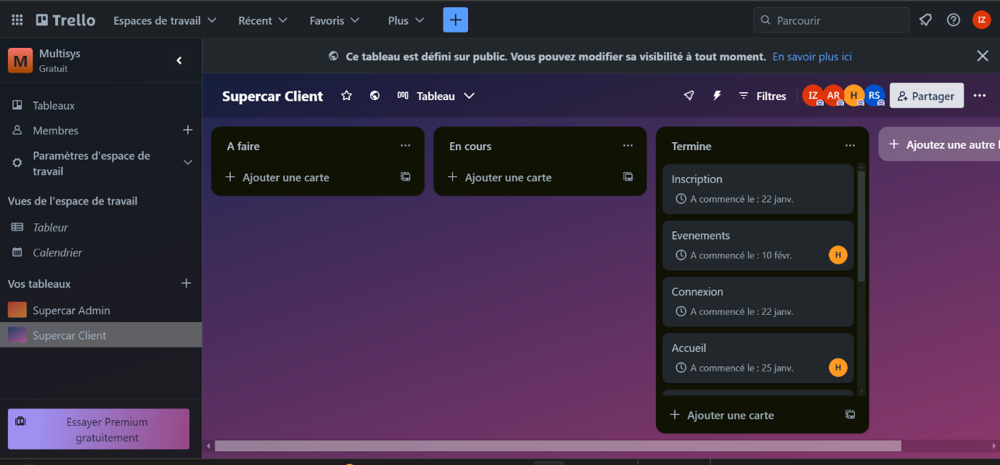 Trello
Espaces de travail
Récent
Favoris
Plus
Parcourir
IZ
M
Multisys
Gratuit
Ce tableau est défini sur public. Vous pouvez modifier sa visibilité à tout moment. En savoir plus ici
Supercar Client
Tableau
Filtres
IZ
AR
H
RS
Partager
Tableaux
Membres
Paramètres d'espace de
travail
Vues de l'espace de travail
Tableur
Calendrier
Vos tableaux
Supercar Admin
Supercar Client
Essayer Premium
gratuitement
A faire
Ajouter une carte
En cours
Ajouter une carte
Termine
Inscription
A commencé le : 22 janv.
Evenements
A commencé le : 10 févr.
H
Connexion
A commencé le : 22 janv.
Accueil
A commencé le : 25 janv.
H
Ajouter une carte
Ajoutez une autre